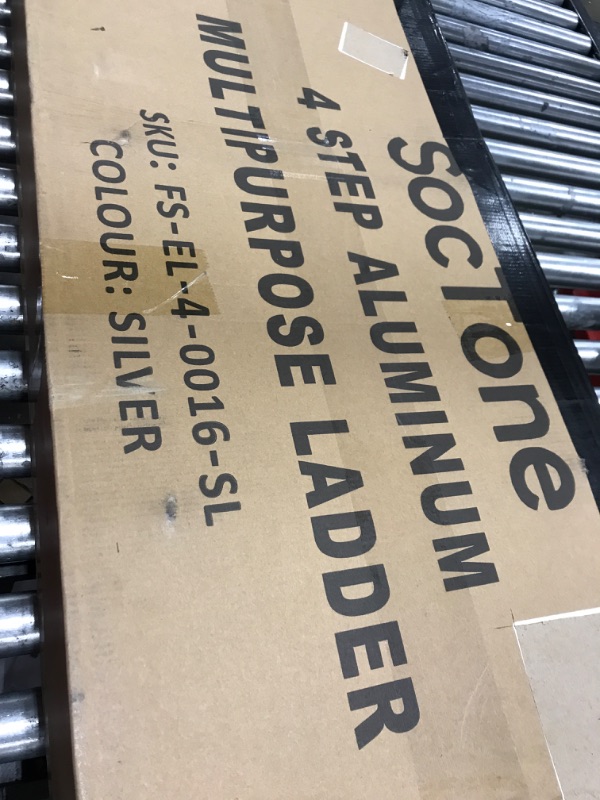 SocTone
4 STEP ALUMINUM
MULTIPURPOSE LADDER
SKU: FS-EL-4-0016-SL
COLOUR: SILVER